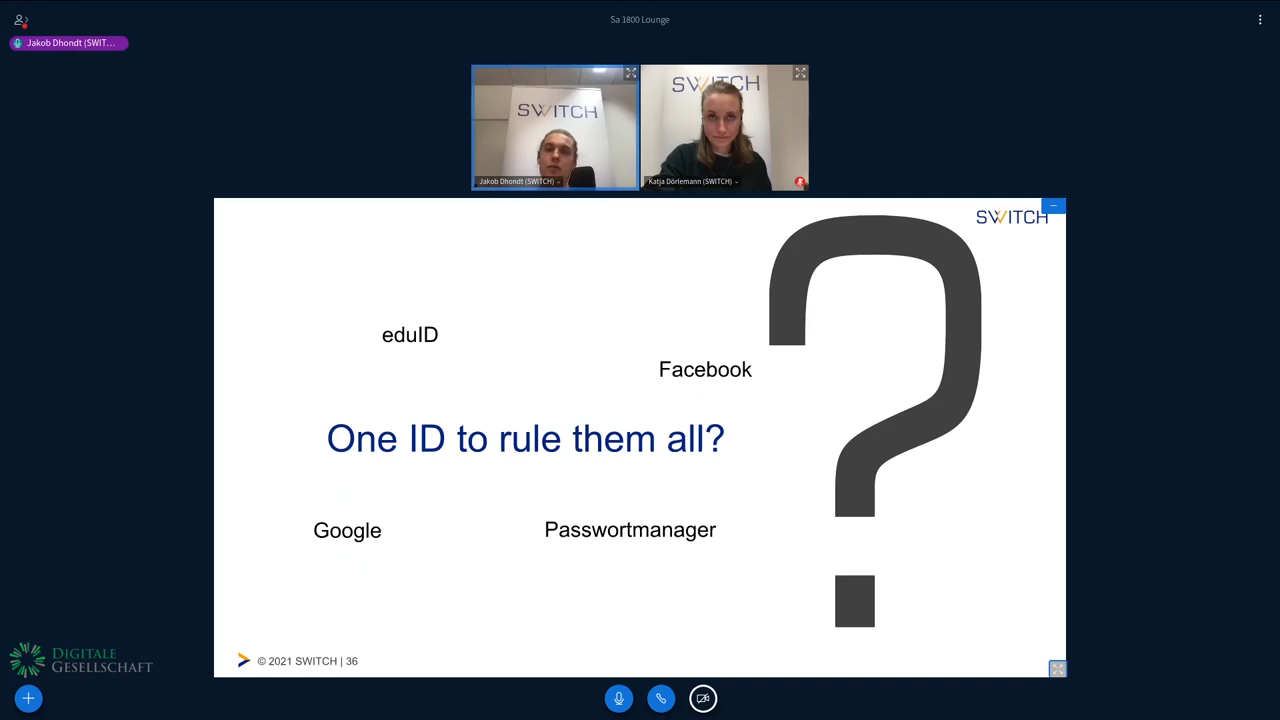 Sa 1800 Lounge
Jakob Dhondt (SWIT...
SWITCH
SWITCH
Jakob Dhondt (SWITCH)
Katja Dörlemann (SWITCH)
SWITCH
eduID
Facebook
One ID to rule them all?
Google
Passwortmanager
© 2021 SWITCH | 36
DIGITALE
GESELLSCHAFT